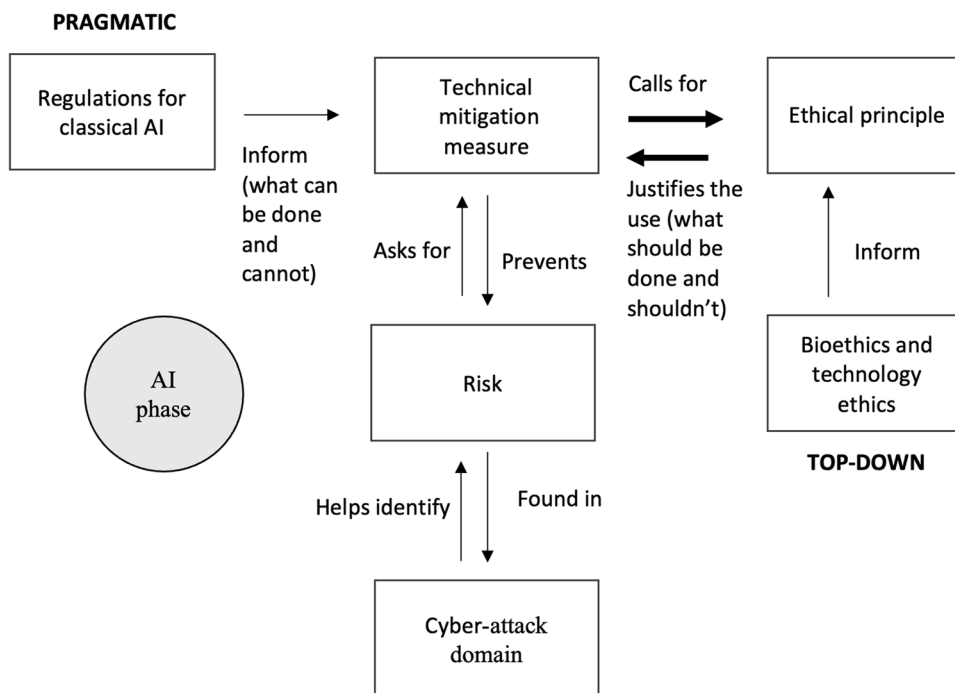 PRAGMATIC
Regulations for
classical AI
Inform
(what can
be done
and
cannot)
Technical
mitigation
measure
Calls for
Justifies the
use (what
should be
done and
shouldn't)
Ethical principle
Asks for
Prevents
Inform
AI
phase
Risk
Bioethics and
technology
ethics
TOP-DOWN
Helps identify
Found in
Cyber-attack
domain